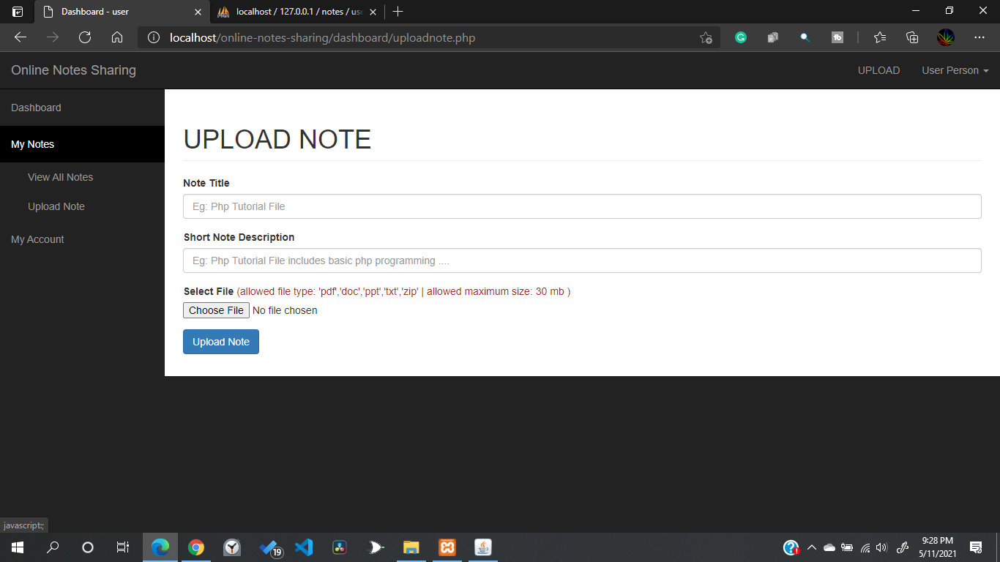 Dashboard - user
localhost / 127.0.0.1 / notes / use
localhost/online-notes-sharing/dashboard/uploadnote.php
Online Notes Sharing
UPLOAD
User Person
Dashboard
My Notes
View All Notes
Upload Note
My Account
UPLOAD NOTE
Note Title
Eg: Php Tutorial File
Short Note Description
Eg: Php Tutorial File includes basic php programming ....
Select File (allowed file type: 'pdf','doc','ppt','txt','zip' | allowed maximum size: 30 mb )
Choose File No file chosen
Upload Note
javascript:;
19
9:28 PM
5/11/2021